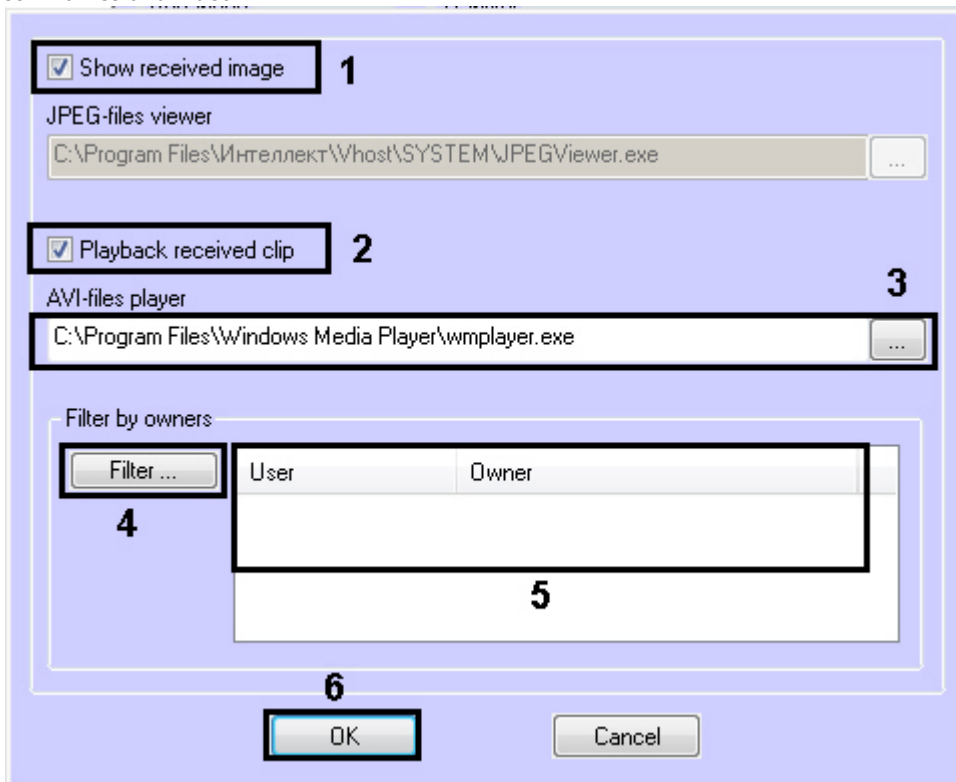 Show received image 1
JPEG-files viewer
C:\Program Files\Интеллект\Vhost\SYSTEM\JPEGViewer.exe ...
Playback received clip 2
3
AVI-files player
C:\Program Files\Windows Media Player\wmplayer.exe ...
Filter by owners
Filter ... User Owner
4
5
6
OK Cancel